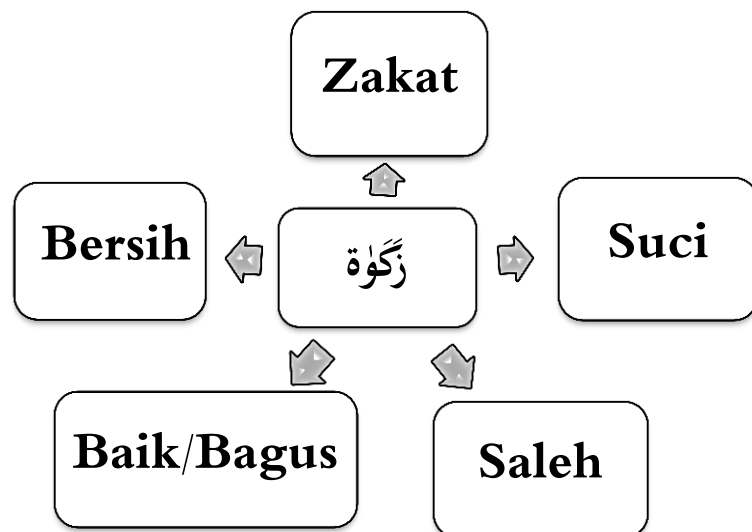 Zakat
Bersih
زَكَوٰة
Suci
Baik/Bagus
Saleh